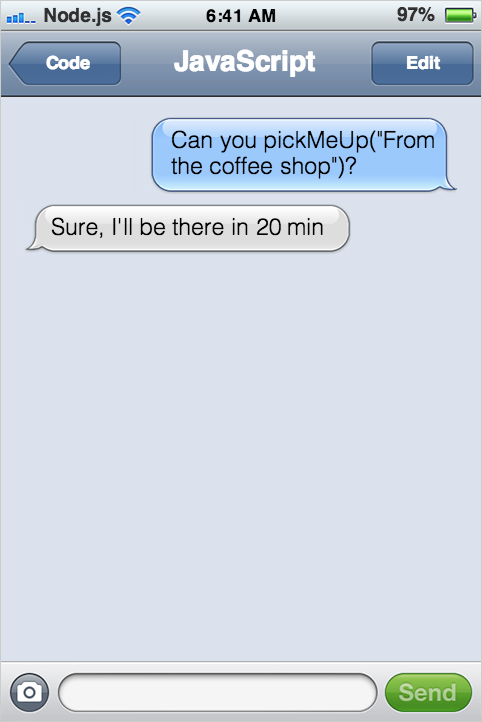 Node.js 6:41 AM 97%
Code JavaScript Edit
Can you pickMeUp("From
the coffee shop")?
Sure, I'll be there in 20 min
Send